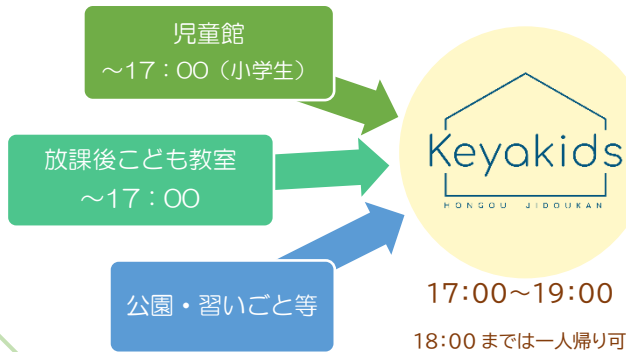 児童館
～17：00（小学生）
放課後こども教室
～17：00
公園・習いごと等
Keyakids
HONGOU JIDOUKAN
17:00～19:00
18:00までは一人帰り可